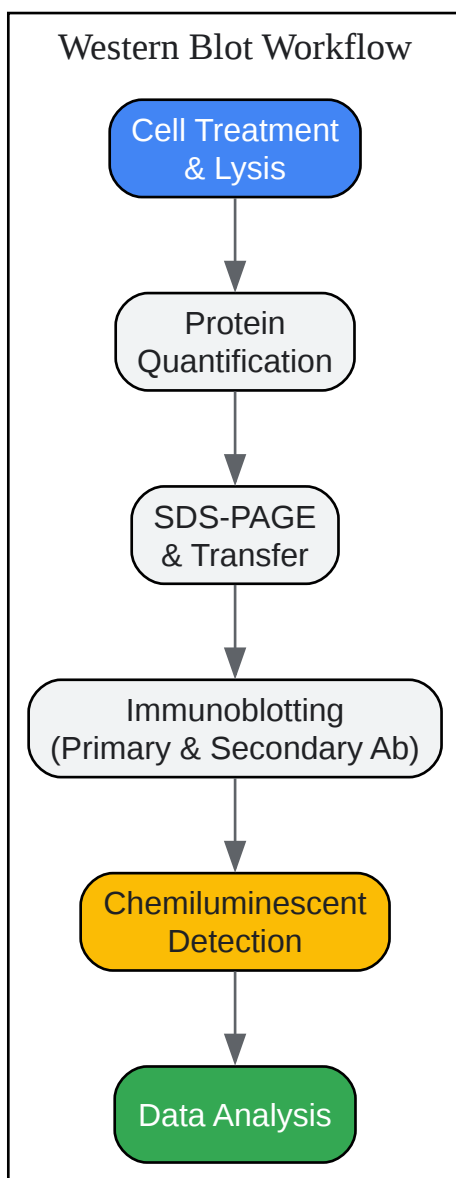 Western Blot Workflow
Cell Treatment
& Lysis
Protein
Quantification
SDS-PAGE
& Transfer
Immunoblotting
(Primary & Secondary Ab)
Chemiluminescent
Detection
Data Analysis